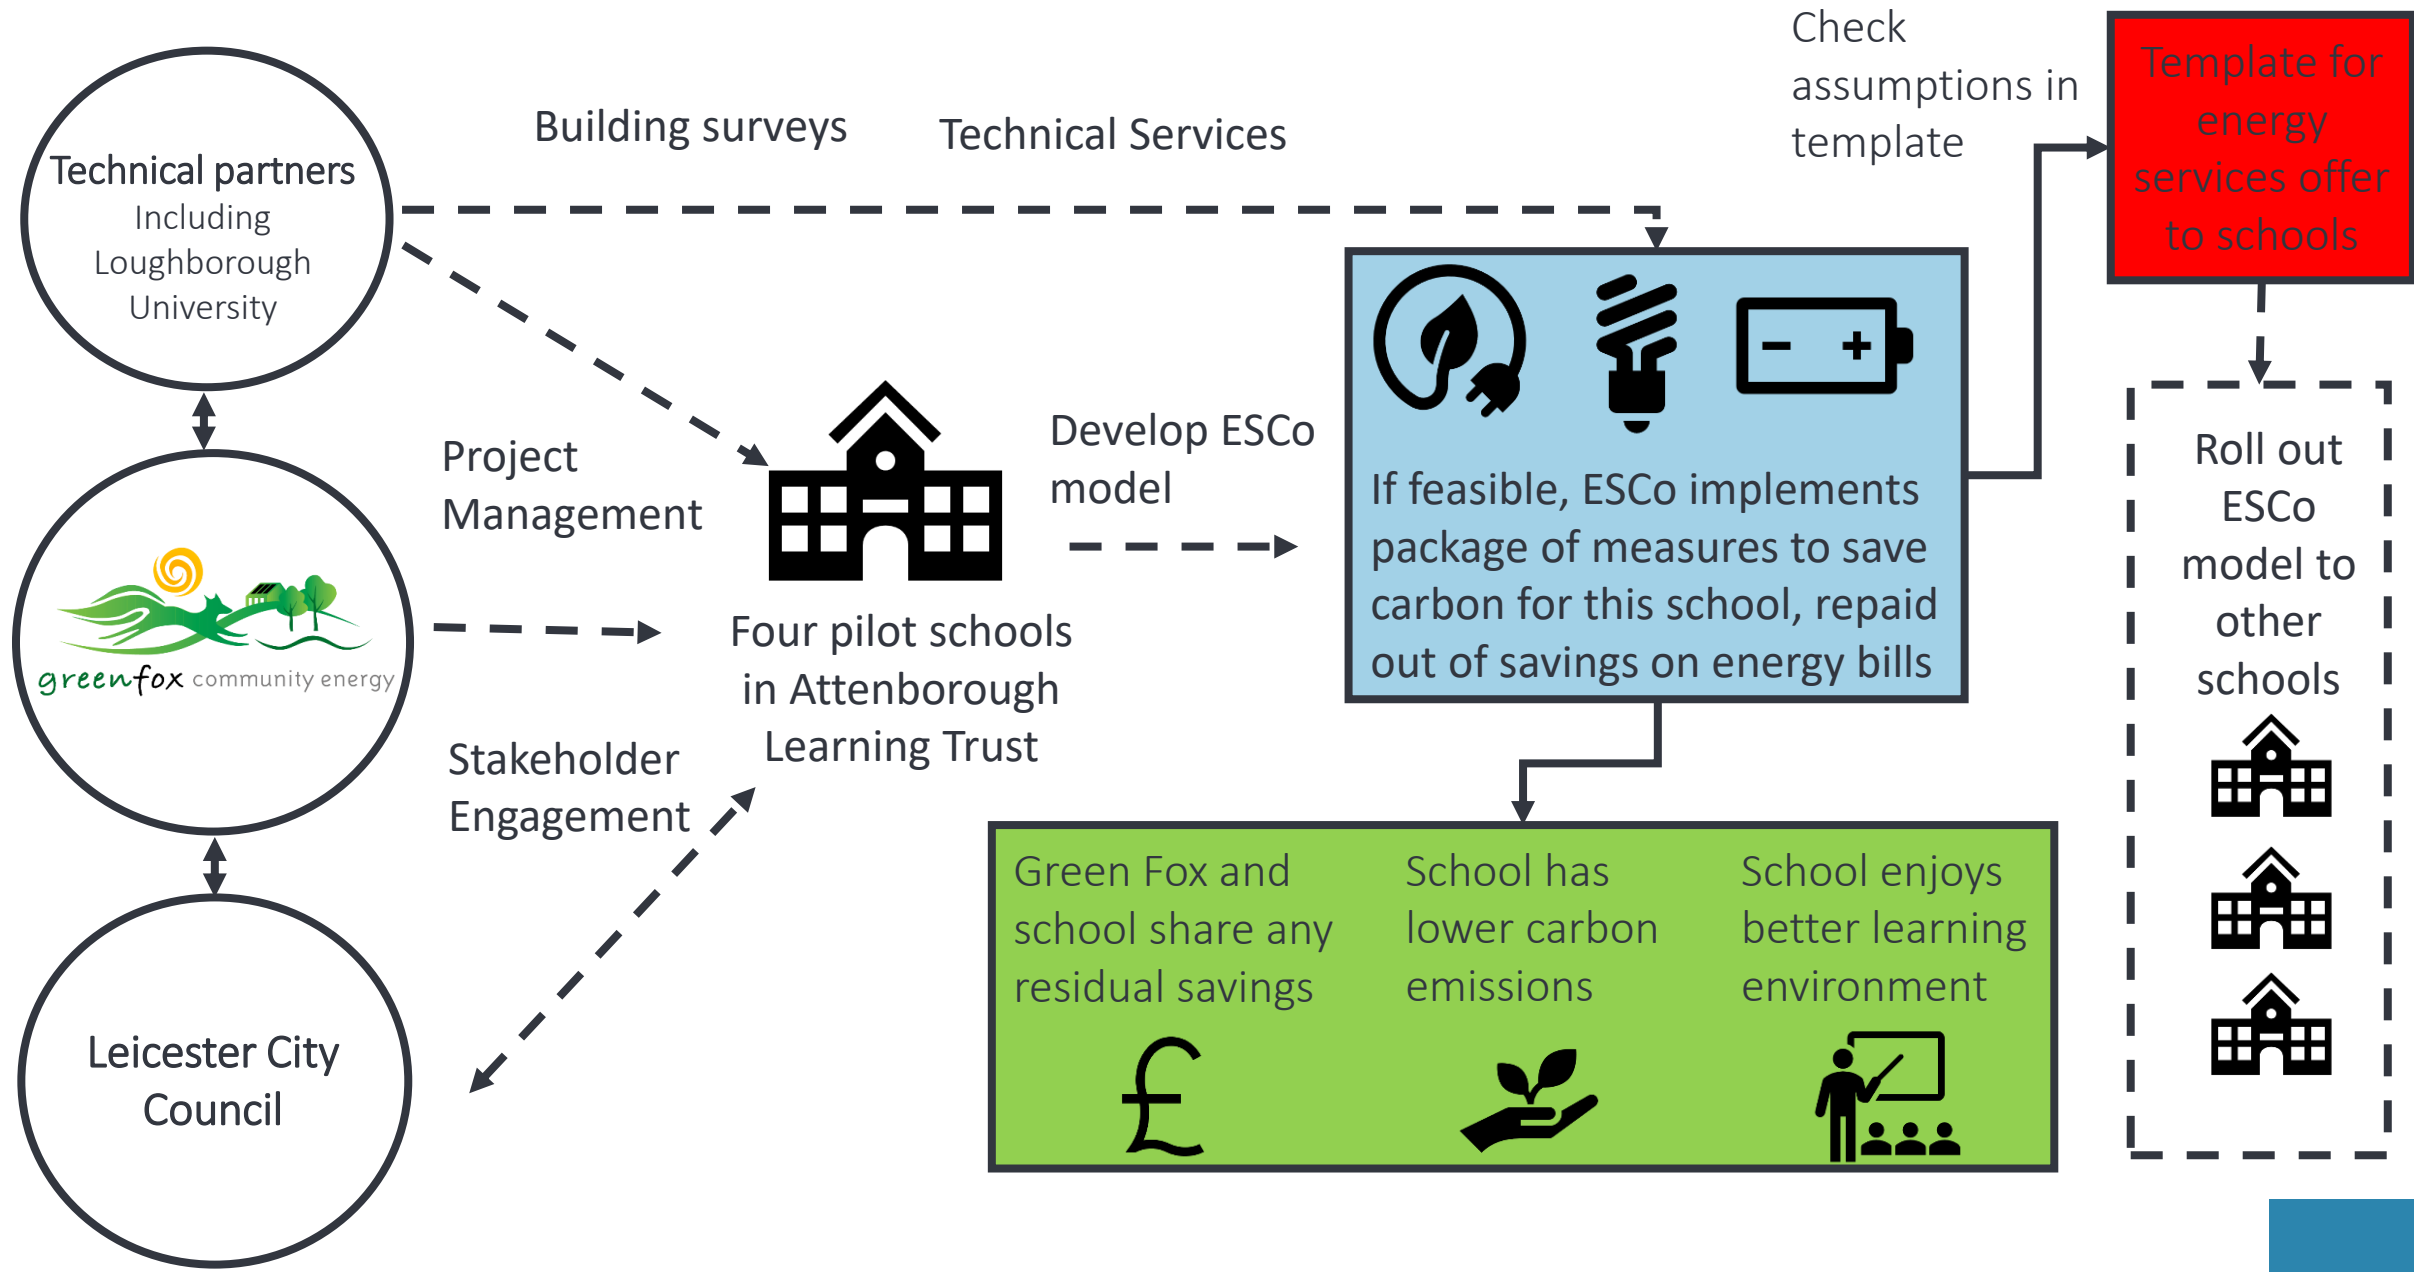 Technical partners
Including
Loughborough
University
greenfox community energy
Leicester City
Council
Building surveys
Technical Services
Project
Management
Stakeholder
Engagement
Four pilot schools
in Attenborough
Learning Trust
Develop ESCo
model
If feasible, ESCo implements
package of measures to save
carbon for this school, repaid
out of savings on energy bills
Green Fox and
school share any
residual savings
£
School has
lower carbon
emissions
School enjoys
better learning
environment
Check
assumptions in
template
Template for
energy
services offer
to schools
Roll out
ESCo
model to
other
schools